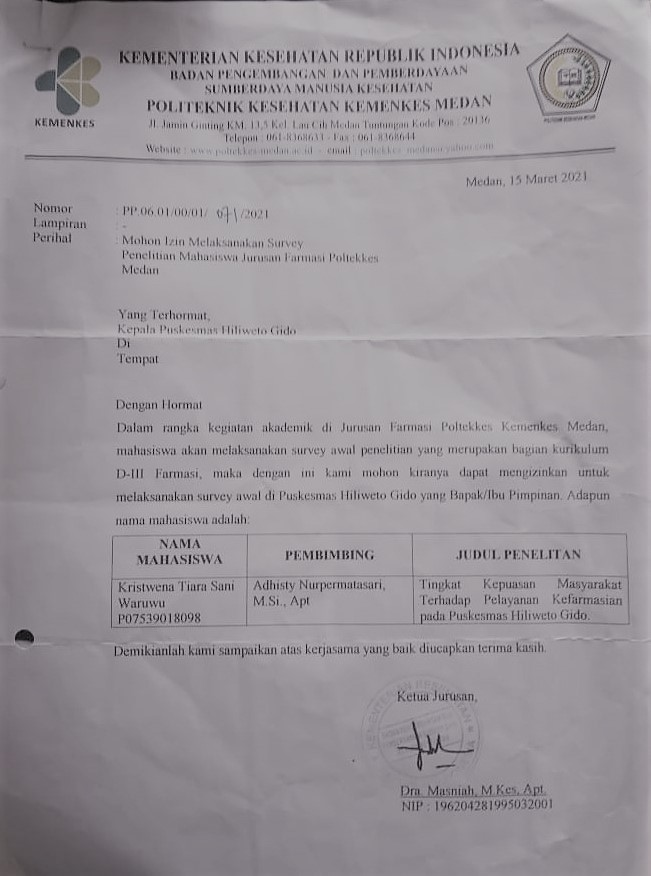 KEMENTERIAN KESEHATAN REPUBLIK INDONESIA
BADAN PENGEMBANGAN DAN PEMBERDAYAAN
SUMBERDAYA MANUSIA KESEHATAN
POLITEKNIK KESEHATAN KEMENKES MEDAN
KEMENKES
Jl. Jamin Ginting KM. 13,5 Kel. Lau Cih Medan Tuntungan Kode Pos : 20136
Telepon : 061-8368633 - Fax : 061-8368644
Website : www.poltekkes-medan.ac.id - email :
Medan, 15 Maret 2021
Nomor : PP.06.01/00/01/ 071 /2021
Lampiran : -
Perihal : Mohon Izin Melaksanakan Survey
Penelitian Mahasiswa Jurusan Farmasi Poltekkes
Medan
Yang Terhormat,
Kepala Puskesmas Hiliweto Gido
Di
Tempat
Dengan Hormat
Dalam rangka kegiatan akademik di Jurusan Farmasi Poltekkes Kemenkes Medan,
mahasiswa akan melaksanakan survey awal penelitian yang merupakan bagian kurikulum
D-III Farmasi, maka dengan ini kami mohon kiranya dapat mengizinkan untuk
melaksanakan survey awal di Puskesmas Hiliweto Gido yang Bapak/Ibu Pimpinan. Adapun
nama mahasiswa adalah:
NAMA MAHASISWA
PEMBIMBING
JUDUL PENELITAN
Kristwena Tiara Sani
Waruwu
P07539018098
Adhisty Nurpermatasari,
M.Si., Apt
Tingkat Kepuasan Masyarakat
Terhadap Pelayanan Kefarmasian
pada Puskesmas Hiliweto Gido.
Demikianlah kami sampaikan atas kerjasama yang baik diucapkan terima kasih.
Ketua Jurusan,
Dra. Masniah, M.Kes, Apt.
NIP : 196204281995032001